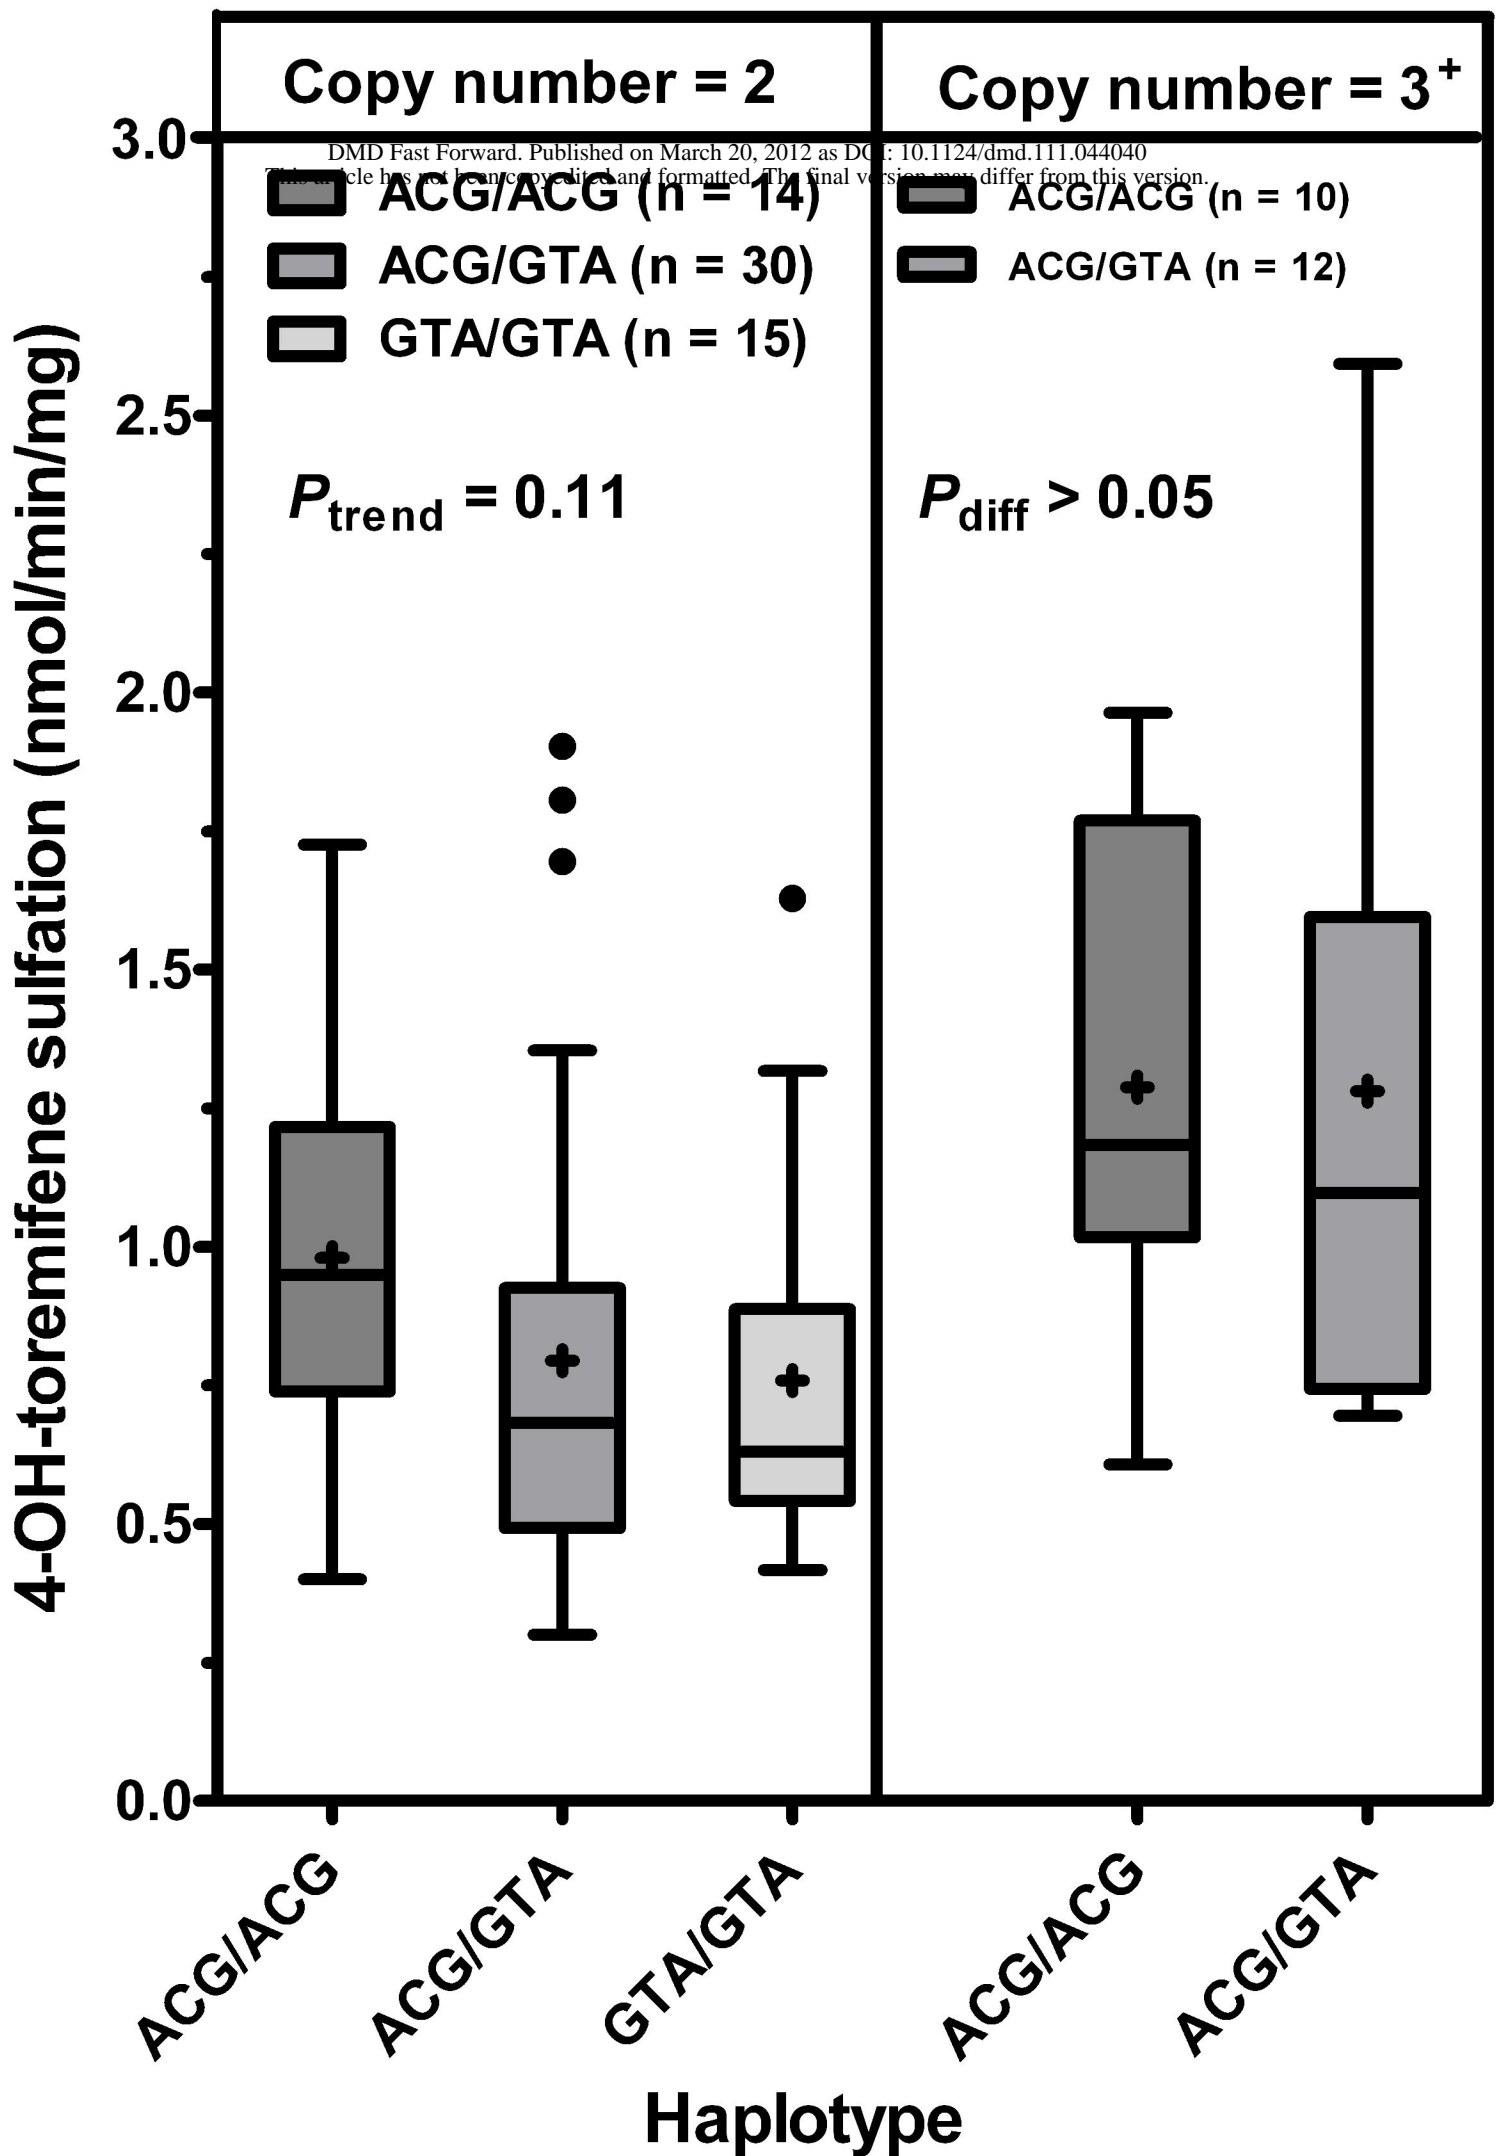 Copy number = 2
Copy number = 3+
DMD Fast Forward. Published on March 20, 2012 as DOI: 10.1124/dmd.111.044040
This article has not been copyedited and formatted. The final version may differ from this version.
ACG/ACG (n = 14)
ACG/GTA (n = 30)
GTA/GTA (n = 15)
ACG/ACG (n = 10)
ACG/GTA (n = 12)
Ptrend = 0.11
Pdiff > 0.05
4-OH-toremifene sulfation (nmol/min/mg)
3.0
2.5
2.0
1.5
1.0
0.5
0.0
ACG/ACG
ACG/GTA
GTA/GTA
ACG/ACG
ACG/GTA
Haplotype